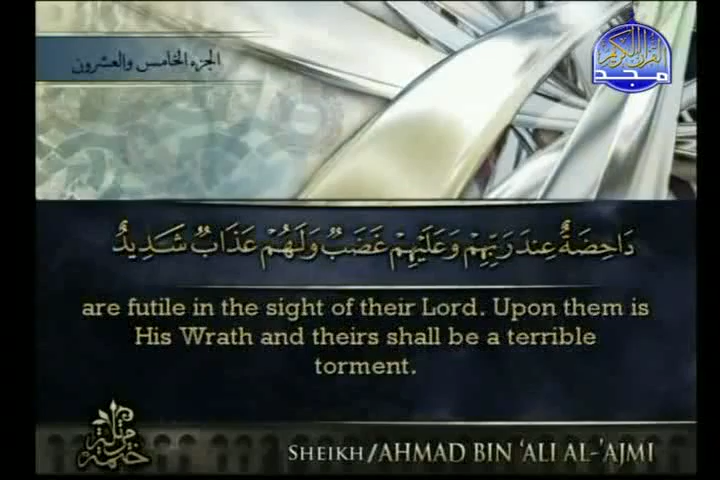 الجزء الخامس والعشرون
القرآن الكريم
مجد
دَاحِضَةٌ عِندَ رَبِّهِمْ وَعَلَيْهِمْ غَضَبٌ وَلَهُمْ عَذَابٌ شَدِيدٌ
are futile in the sight of their Lord. Upon them is
His Wrath and theirs shall be a terrible
torment.
SHEIKH/AHMAD BIN ‘ALI AL-’AJMI